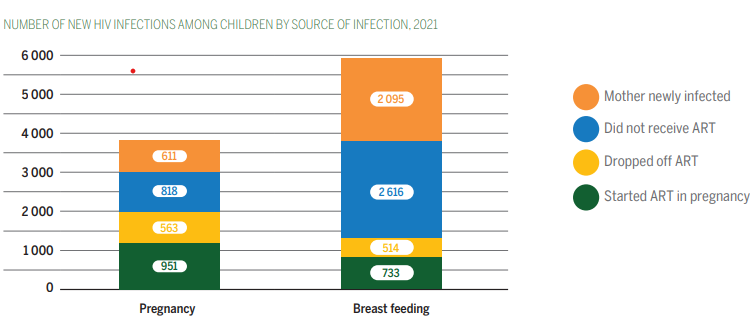 NUMBER OF NEW HIV INFECTIONS AMONG CHILDREN BY SOURCE OF INFECTION, 2021
6 000
5 000
4 000
3 000
2 000
1 000
0
611
818
563
951
2 095
2 616
514
733
Pregnancy
Breast feeding
Mother newly infected
Did not receive ART
Dropped off ART
Started ART in pregnancy